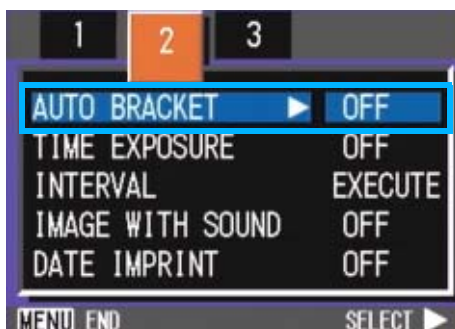 1 2 3
AUTO BRACKET ▶ OFF
TIME EXPOSURE OFF
INTERVAL EXECUTE
IMAGE WITH SOUND OFF
DATE IMPRINT OFF
MENU END SELECT ▶